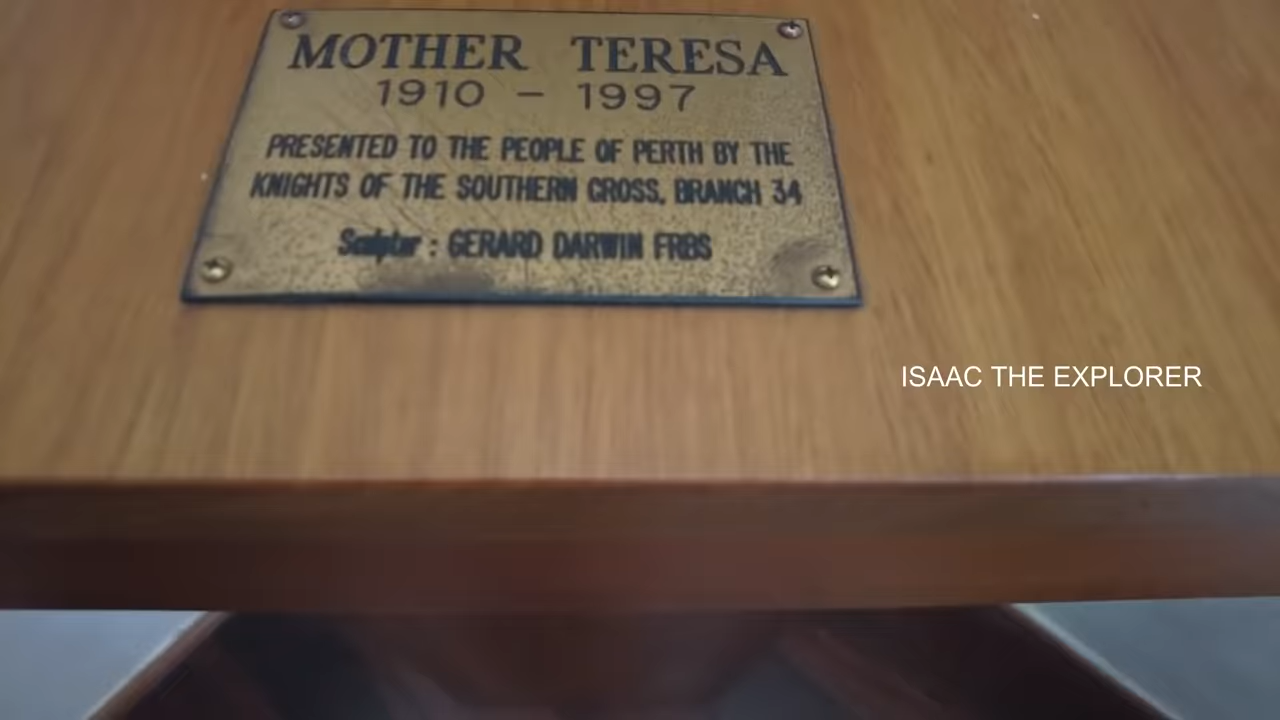 MOTHER TERESA
1910 - 1997
PRESENTED TO THE PEOPLE OF PERTH BY THE
KNIGHTS OF THE SOUTHERN CROSS, BRANCH 34
Sculptor : GERARD DARWIN FRBS
ISAAC THE EXPLORER